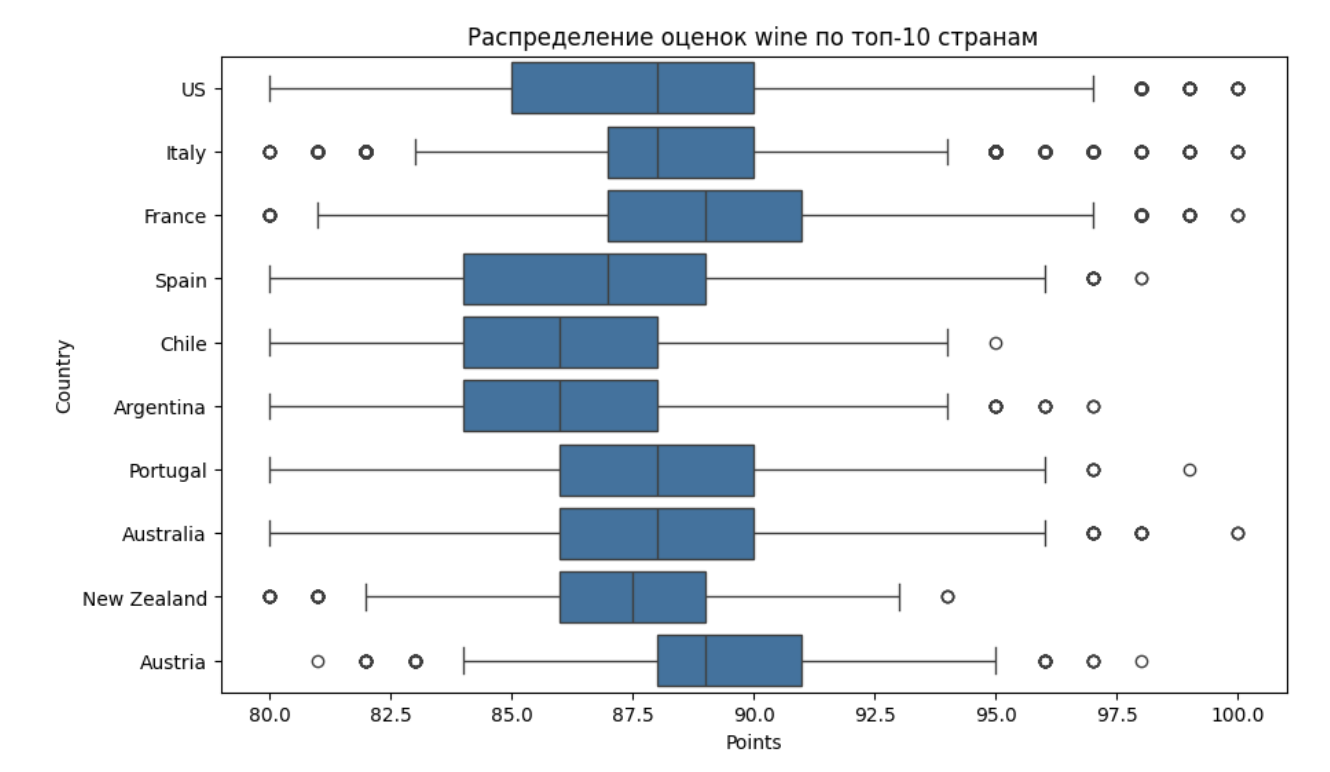 Распределение оценок wine по топ-10 странам
US
Italy
France
Spain
Chile
Argentina
Portugal
Australia
New Zealand
Austria
Country
80.0 82.5 85.0 87.5 90.0 92.5 95.0 97.5 100.0
Points